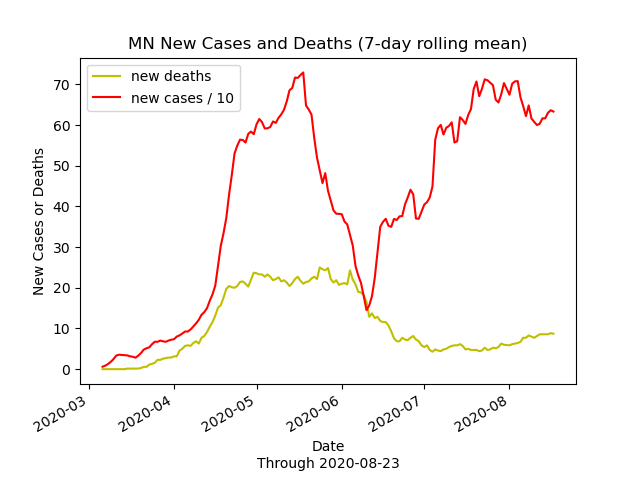 MN New Cases and Deaths (7-day rolling mean)
new deaths
new cases / 10
70
60
50
40
30
20
10
0
New Cases or Deaths
2020-03
2020-04
2020-05
2020-06
2020-07
2020-08
Date
Through 2020-08-23